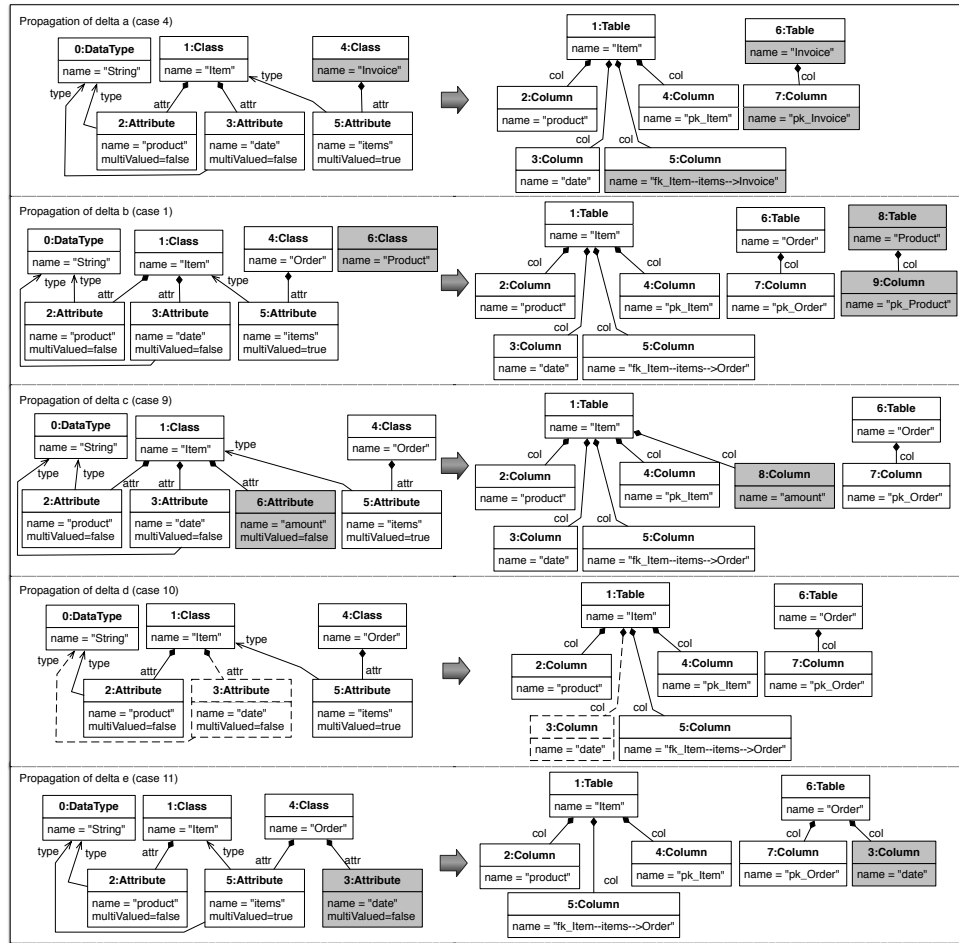 Propagation of delta a (case 4)
0:DataType
name = "String"
1:Class
name = "Item"
4:Class
name = "Invoice"
type
type
type
attr
attr
attr
2:Attribute
name = "product"
multiValued=false
3:Attribute
name = "date"
multiValued=false
5:Attribute
name = "items"
multiValued=true
1:Table
name = "Item"
6:Table
name = "Invoice"
col
col
col
col
col
2:Column
name = "product"
4:Column
name = "pk_Item"
7:Column
name = "pk_Invoice"
3:Column
name = "date"
5:Column
name = "fk_Item--items-->Invoice"
Propagation of delta b (case 1)
0:DataType
name = "String"
1:Class
name = "Item"
4:Class
name = "Order"
6:Class
name = "Product"
type
type
type
attr
attr
attr
2:Attribute
name = "product"
multiValued=false
3:Attribute
name = "date"
multiValued=false
5:Attribute
name = "items"
multiValued=true
1:Table
name = "Item"
6:Table
name = "Order"
8:Table
name = "Product"
col
col
col
col
col
col
2:Column
name = "product"
4:Column
name = "pk_Item"
7:Column
name = "pk_Order"
9:Column
name = "pk_Product"
3:Column
name = "date"
5:Column
name = "fk_Item--items-->Order"
Propagation of delta c (case 9)
0:DataType
name = "String"
1:Class
name = "Item"
4:Class
name = "Order"
type
type
type
attr
attr
attr
attr
2:Attribute
name = "product"
multiValued=false
3:Attribute
name = "date"
multiValued=false
6:Attribute
name = "amount"
multiValued=false
5:Attribute
name = "items"
multiValued=true
1:Table
name = "Item"
6:Table
name = "Order"
col
col
col
col
col
col
2:Column
name = "product"
4:Column
name = "pk_Item"
8:Column
name = "amount"
7:Column
name = "pk_Order"
3:Column
name = "date"
5:Column
name = "fk_Item--items-->Order"
Propagation of delta d (case 10)
0:DataType
name = "String"
1:Class
name = "Item"
4:Class
name = "Order"
type
type
type
attr
attr
attr
2:Attribute
name = "product"
multiValued=false
3:Attribute
name = "date"
multiValued=false
5:Attribute
name = "items"
multiValued=true
1:Table
name = "Item"
6:Table
name = "Order"
col
col
col
col
col
2:Column
name = "product"
4:Column
name = "pk_Item"
7:Column
name = "pk_Order"
3:Column
name = "date"
5:Column
name = "fk_Item--items-->Order"
Propagation of delta e (case 11)
0:DataType
name = "String"
1:Class
name = "Item"
4:Class
name = "Order"
type
type
type
attr
attr
attr
2:Attribute
name = "product"
multiValued=false
5:Attribute
name = "items"
multiValued=true
3:Attribute
name = "date"
multiValued=false
1:Table
name = "Item"
6:Table
name = "Order"
col
col
col
col
col
2:Column
name = "product"
4:Column
name = "pk_Item"
7:Column
name = "pk_Order"
3:Column
name = "date"
5:Column
name = "fk_Item--items-->Order"